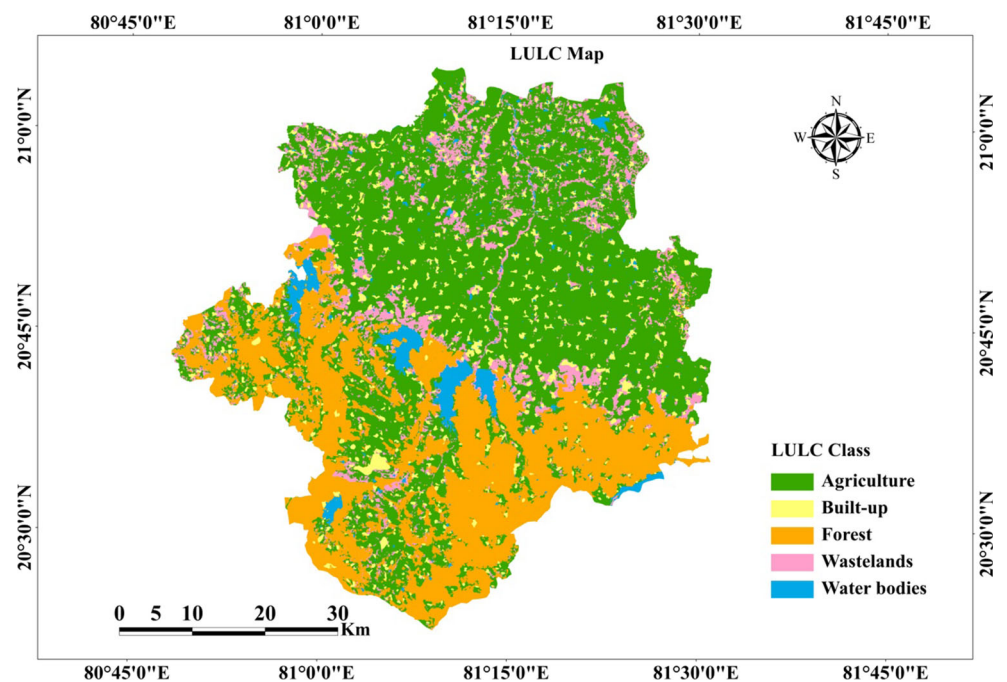 80°45'0"E 81°0'0"E 81°15'0"E 81°30'0"E 81°45'0"E
LULC Map
N
W E
S
21°0'0"N 21°0'0"N
20°45'0"N 20°45'0"N
20°30'0"N 20°30'0"N
LULC Class
Agriculture
Built-up
Forest
Wastelands
Water bodies
0 5 10 20 30
Km
80°45'0"E 81°0'0"E 81°15'0"E 81°30'0"E 81°45'0"E